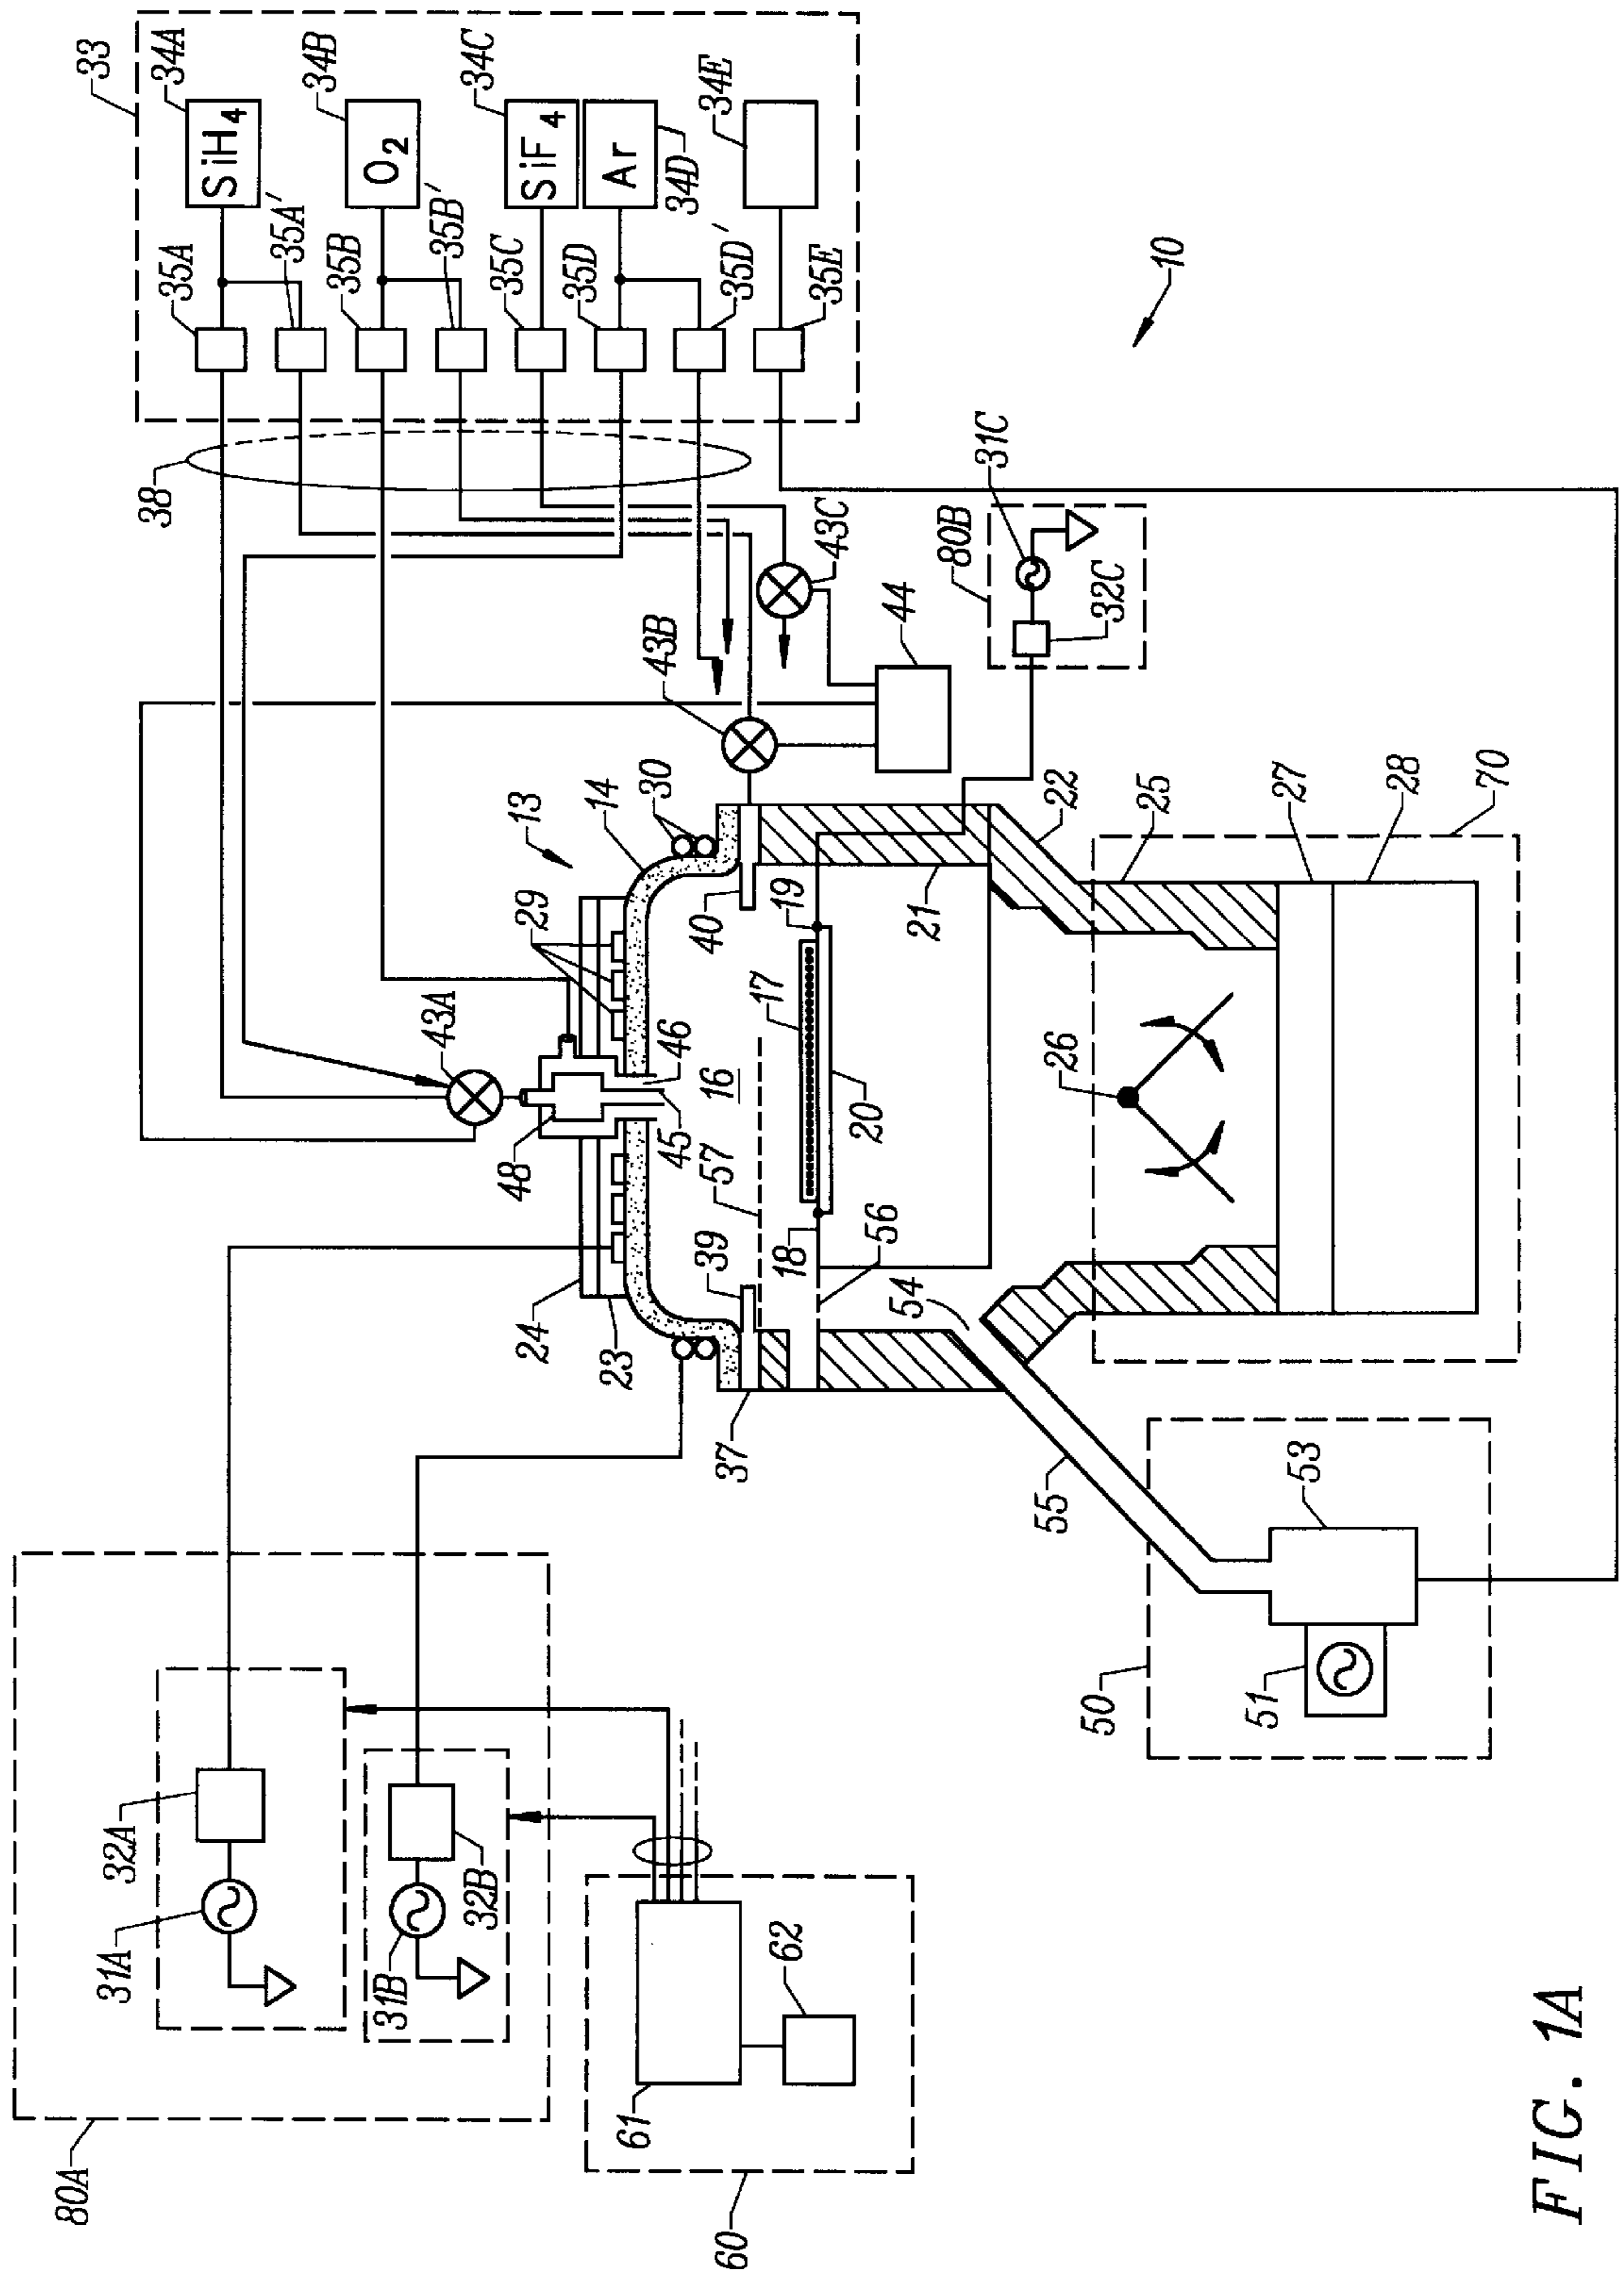 80A
33
31A
32A
38
35A
34A
SiH4
35A'
34B
35B
O2
31B
35B'
43A
32B
34C
35C
48
13
SiF4
24
29
35D
14
23
Ar
61
30
45
46
43B
34D
39
40
57
16
34E
60
37
35D'
62
18
17
43C
19
35E
20
56
44
54
21
80B
31C
55
26
22
32C
50
25
10
51
53
27
28
70
FIG. 1A